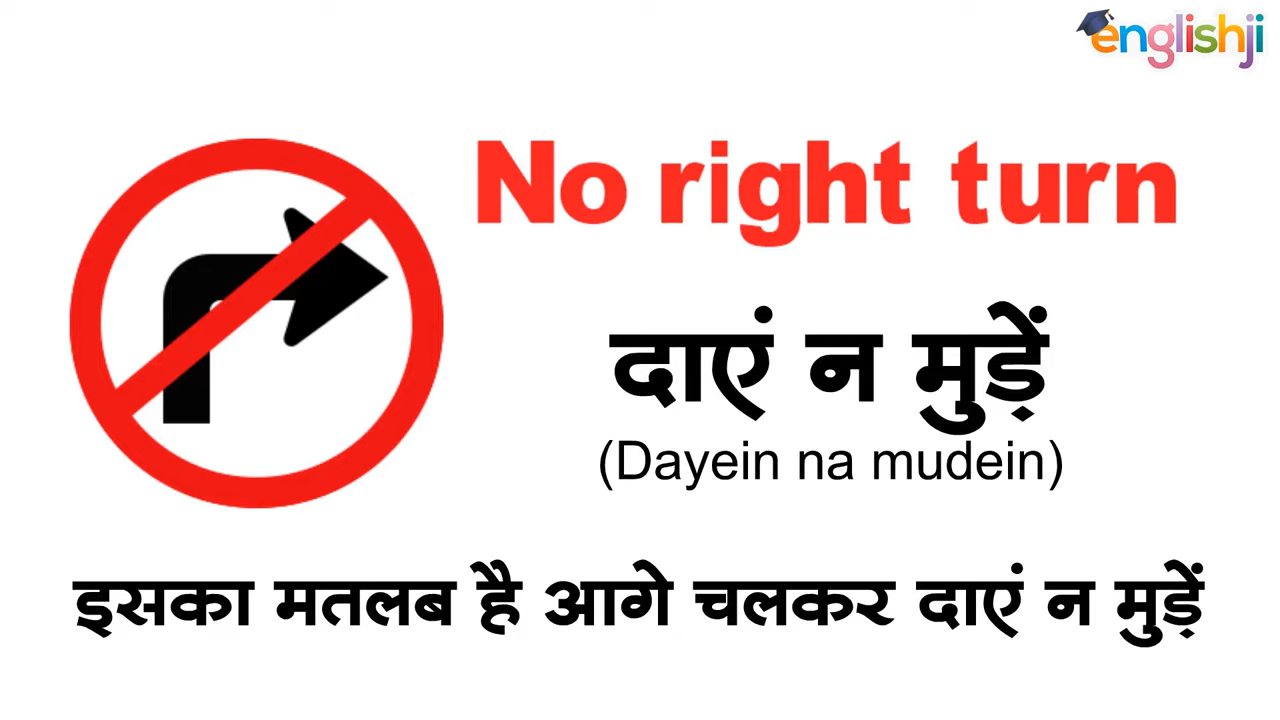 englishji
No right turn
दाएं न मुड़ें
(Dayein na mudein)
इसका मतलब है आगे चलकर दाएं न मुड़ें